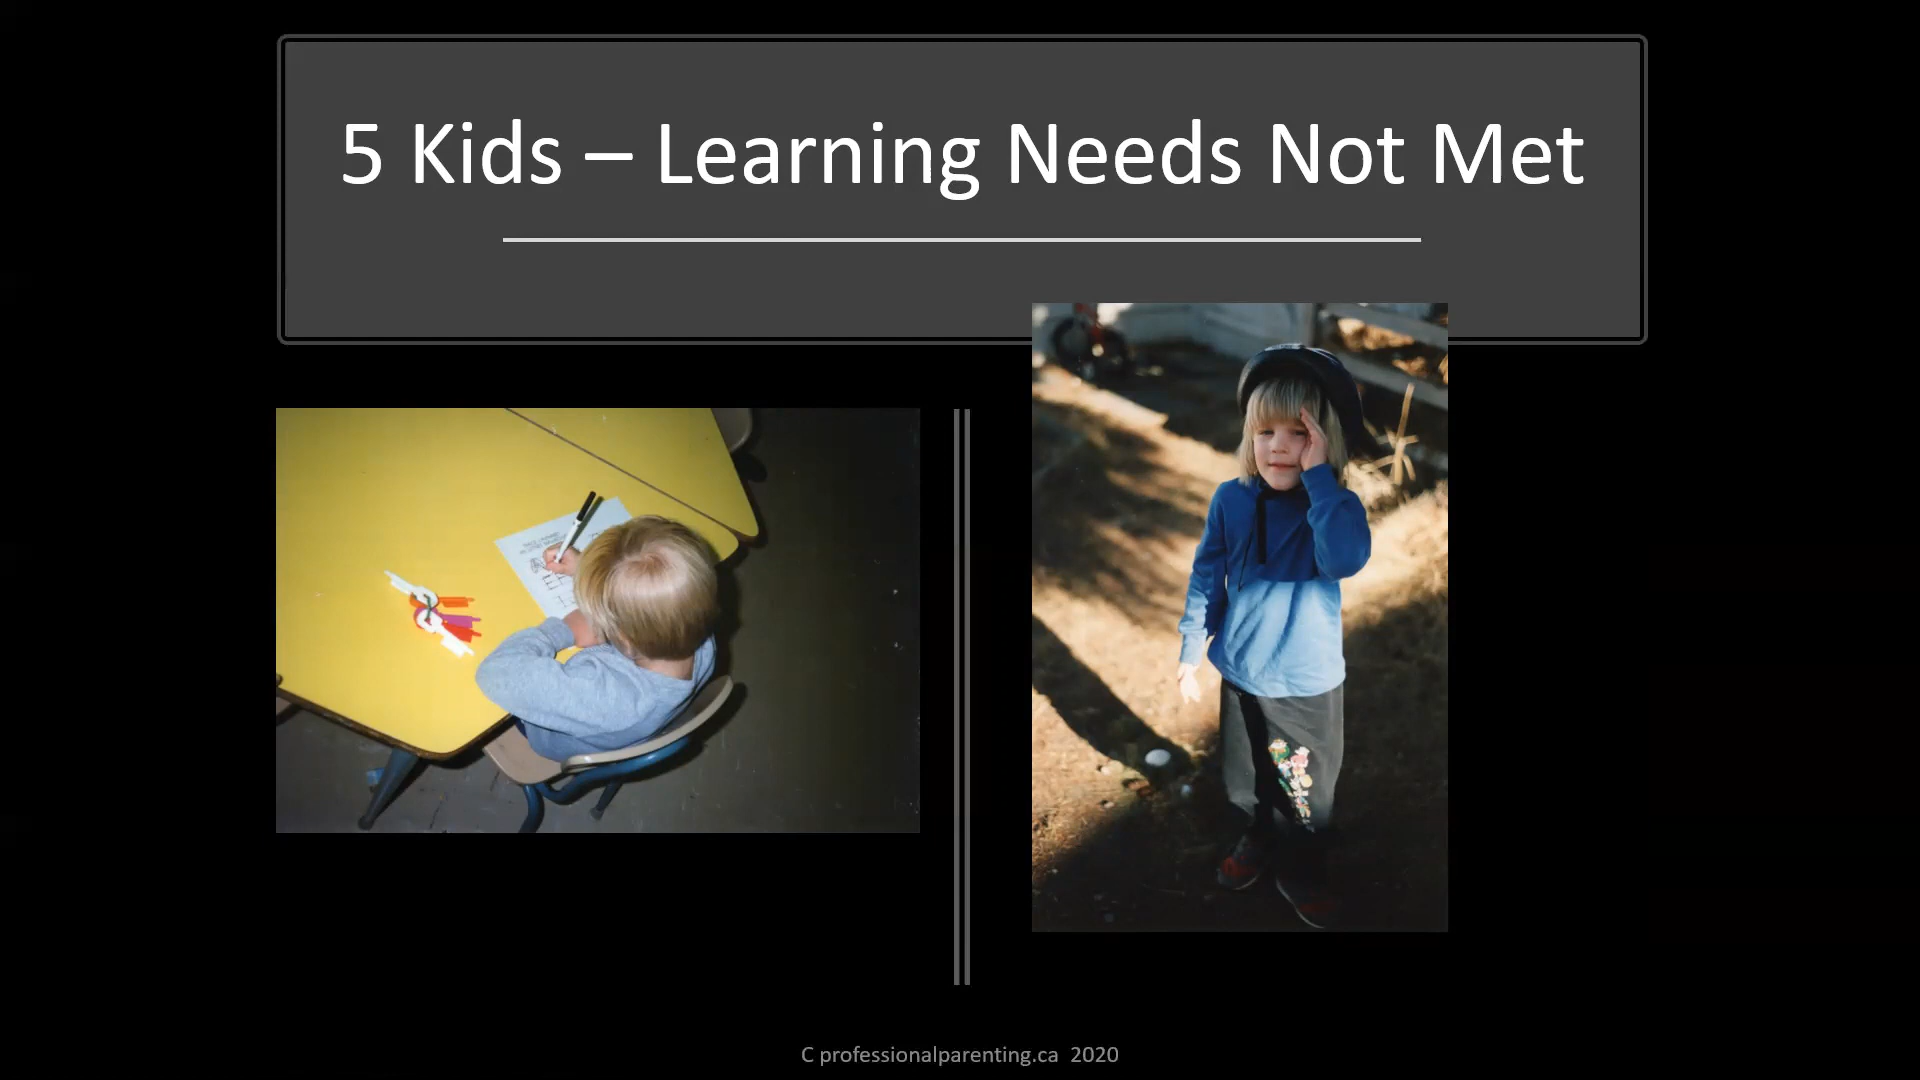 5 Kids – Learning Needs Not Met
C professionalparenting.ca 2020